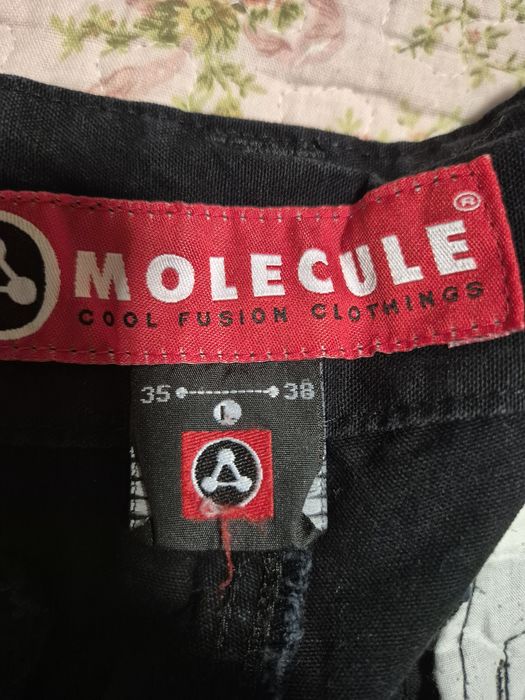 MOLECULE ®
COOL FUSION CLOTHINGS
35 38
L